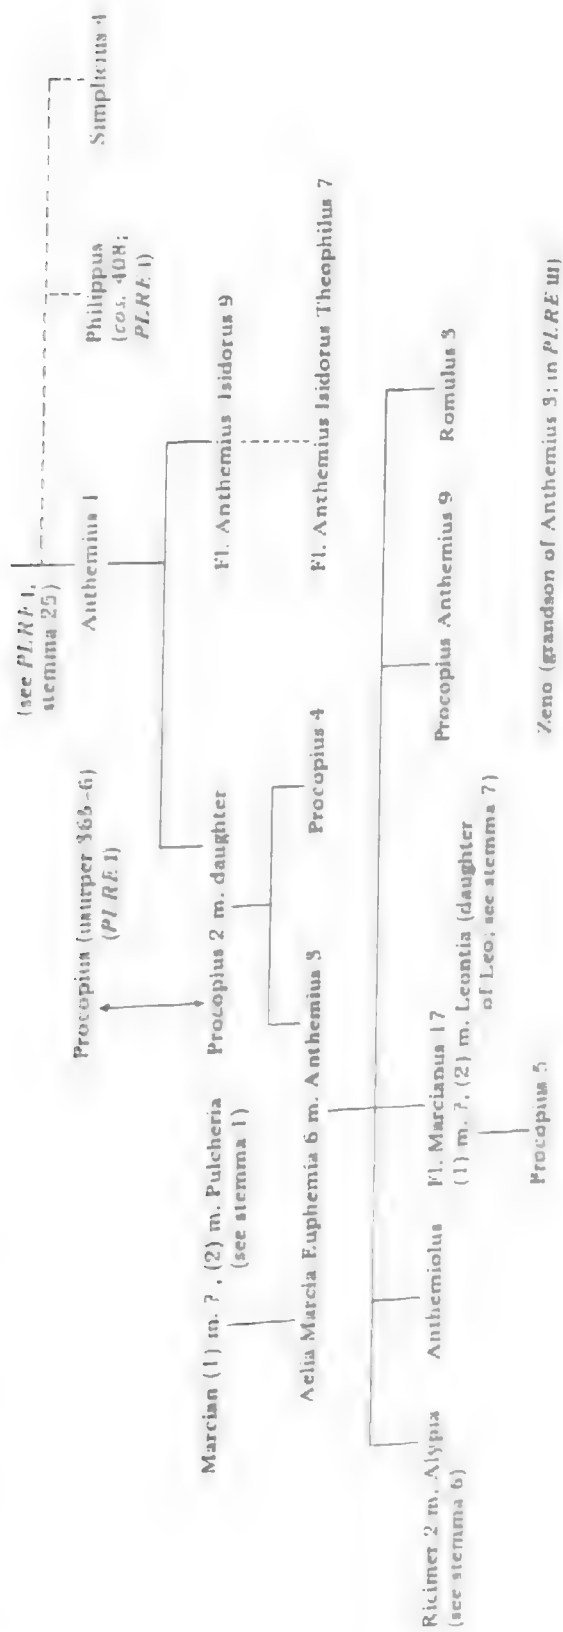 (see PLRE I,
stemma 25)
Procopius (usurper 365-6)
(PLRE I)
Anthemius 1
Philippus
(cos. 408;
PLRE I)
Simplicius 4
Marcian (1) m. ?, (2) m. Pulcheria
(see stemma 1)
Procopius 2 m. daughter
Fl. Anthemius Isidorus 9
Aelia Marcia Euphemia 6 m. Anthemius 3
Procopius 4
Fl. Anthemius Isidorus Theophilus 7
Ricimer 2 m. Alypia
(see stemma 6)
Anthemiolus
Fl. Marcianus 17
(1) m. ?, (2) m. Leontia (daughter
of Leo; see stemma 7)
Procopius Anthemius 9
Romulus 3
Procopius 5
Zeno (grandson of Anthemius 3; in PLRE III)